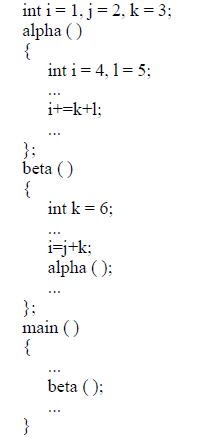 int i = 1, j = 2, k = 3;
alpha ( )
{
int i = 4, l = 5;
...
i+=k+l;
...
};
beta ( )
{
int k = 6;
...
i=j+k;
alpha ( );
...
};
main ( )
{
...
beta ( );
...
}